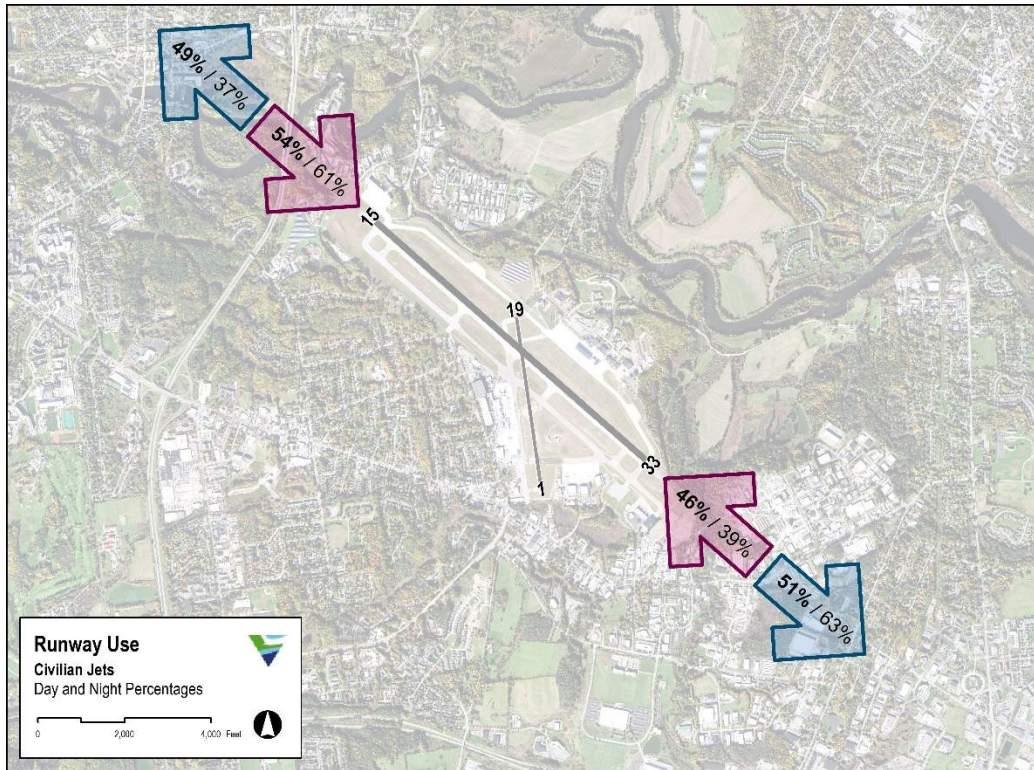 49% / 37%
54% / 61%
15
19
33
1
46% / 39%
51% / 63%
Runway Use
Civilian Jets
Day and Night Percentages
0 2,000 4,000 Feet